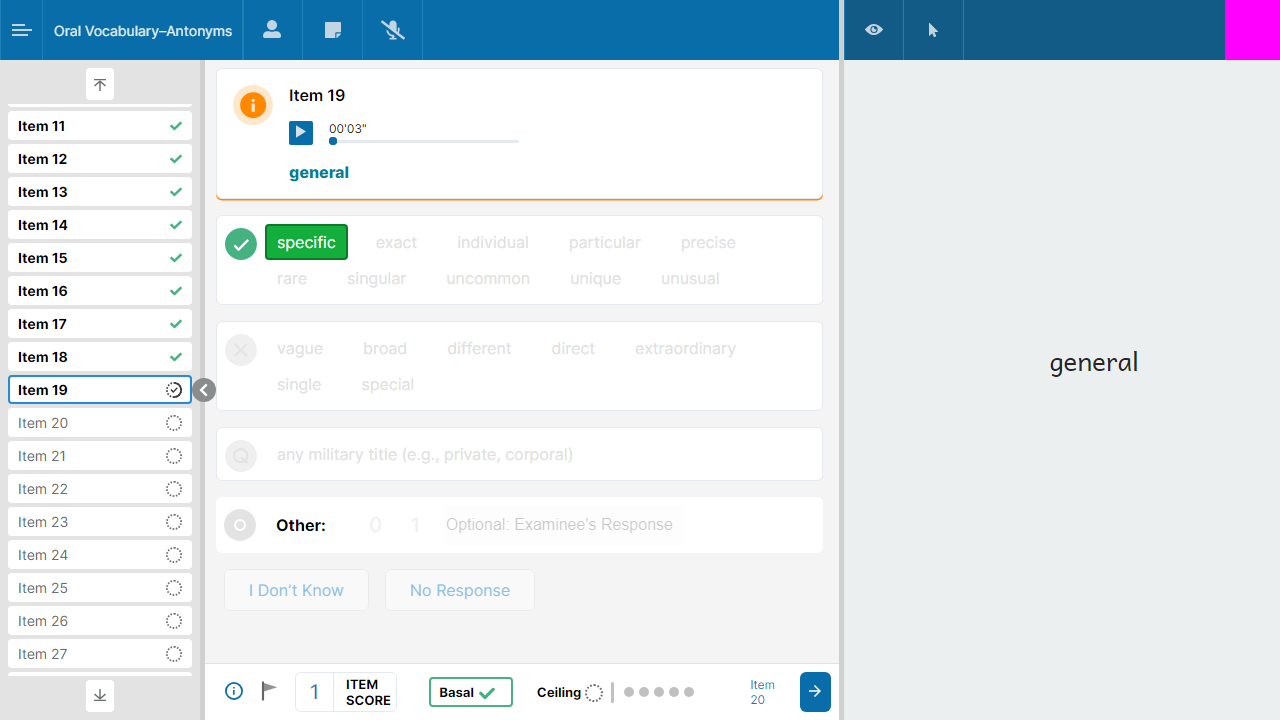 Oral Vocabulary–Antonyms
Item 11
Item 12
Item 13
Item 14
Item 15
Item 16
Item 17
Item 18
Item 19
Item 20
Item 21
Item 22
Item 23
Item 24
Item 25
Item 26
Item 27
Item 19
00'03"
general
specific exact individual particular precise
rare singular uncommon unique unusual
vague broad different direct extraordinary
single special
Q any military title (e.g., private, corporal)
Other: 0 1 Optional: Examinee's Response
I Don't Know No Response
1 ITEM SCORE
Basal
Ceiling
Item 20
general